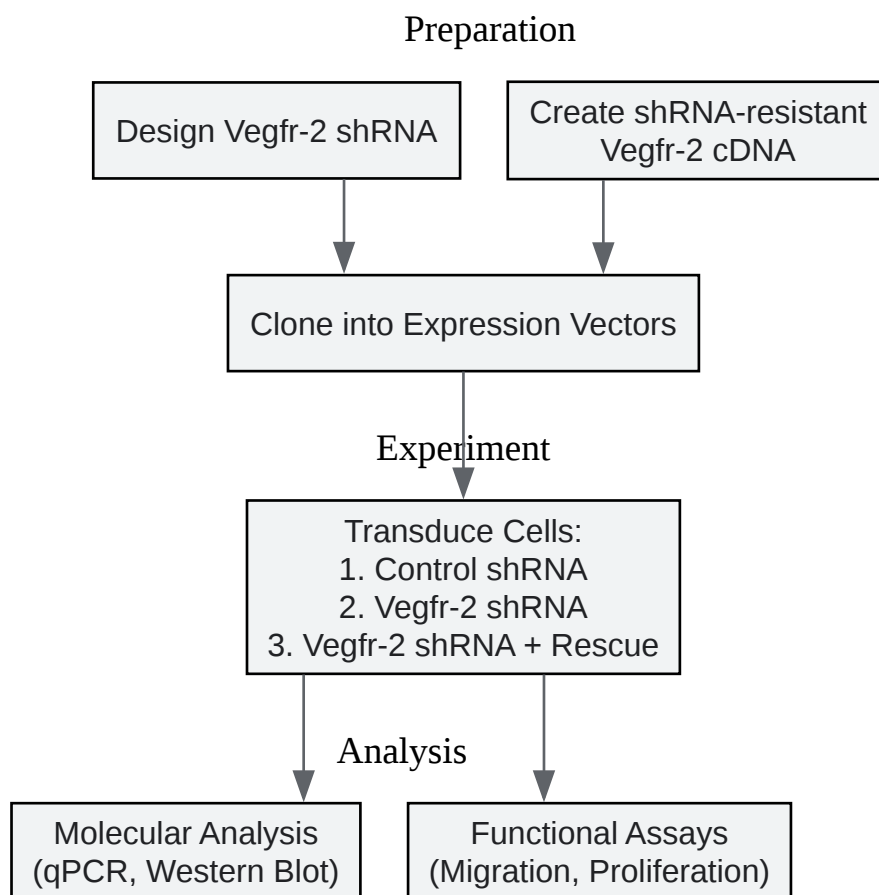 Preparation
Design Vegfr-2 shRNA
Create shRNA-resistant
Vegfr-2 cDNA
Clone into Expression Vectors
Experiment
Transduce Cells:
1. Control shRNA
2. Vegfr-2 shRNA
3. Vegfr-2 shRNA + Rescue
Analysis
Molecular Analysis
(qPCR, Western Blot)
Functional Assays
(Migration, Proliferation)